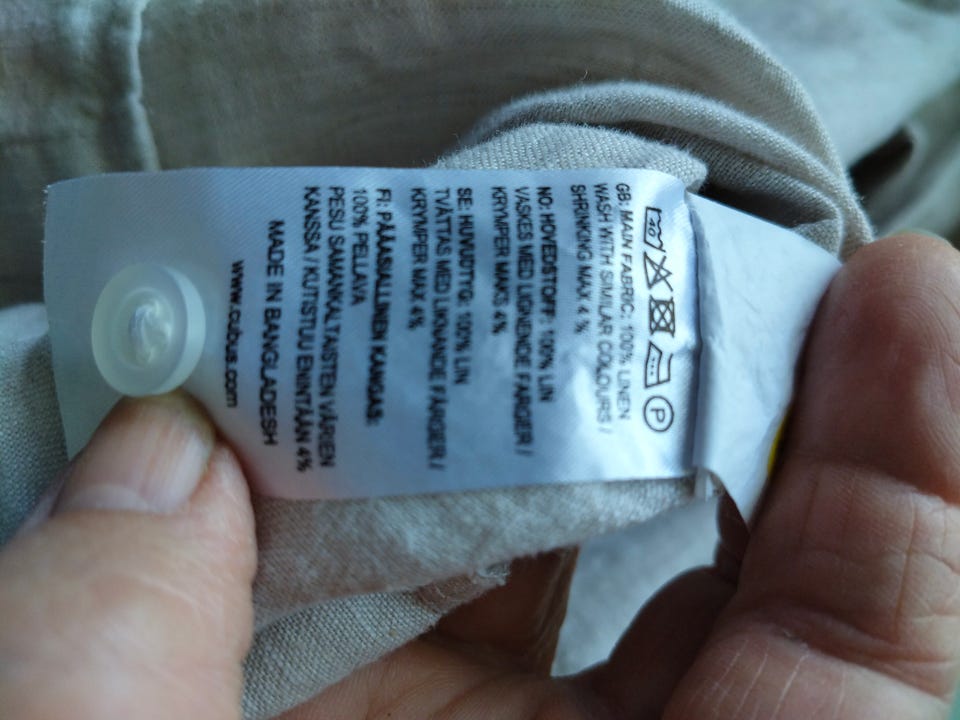 40 P
GB: MAIN FABRIC: 100% LINEN
WASH WITH SIMILAR COLOURS /
SHRINKING MAX 4 %
NO: HOVEDSTOFF: 100% LIN
VASKES MED LIGNENDE FARGER /
KRYMPER MAKS 4%
SE: HUVUDTYG: 100% LIN
TVÄTTAS MED LIKNANDE FÄRGER /
KRYMPER MAX 4%
FI: PÄÄASIALLINEN KANGAS:
100% PELLAVA
PESU SAMANKALTAISTEN VÄRIEN
KANSSA / KUTISTUU ENINTÄÄN 4%
MADE IN BANGLADESH
www.cubus.com